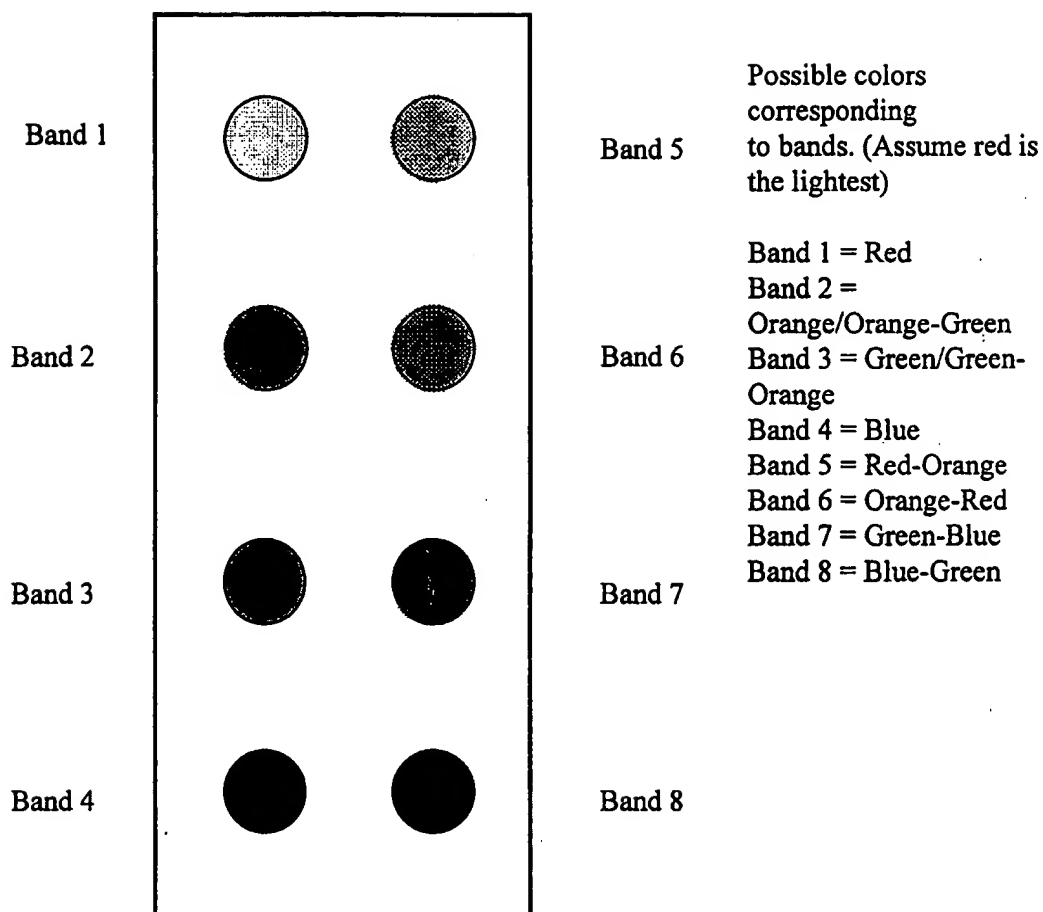 Band 1
Band 5
Band 2
Band 6
Band 3
Band 7
Band 4
Band 8
Possible colors
corresponding
to bands. (Assume red is
the lightest)
Band 1 = Red
Band 2 =
Orange/Orange-Green
Band 3 = Green/Green-
Orange
Band 4 = Blue
Band 5 = Red-Orange
Band 6 = Orange-Red
Band 7 = Green-Blue
Band 8 = Blue-Green